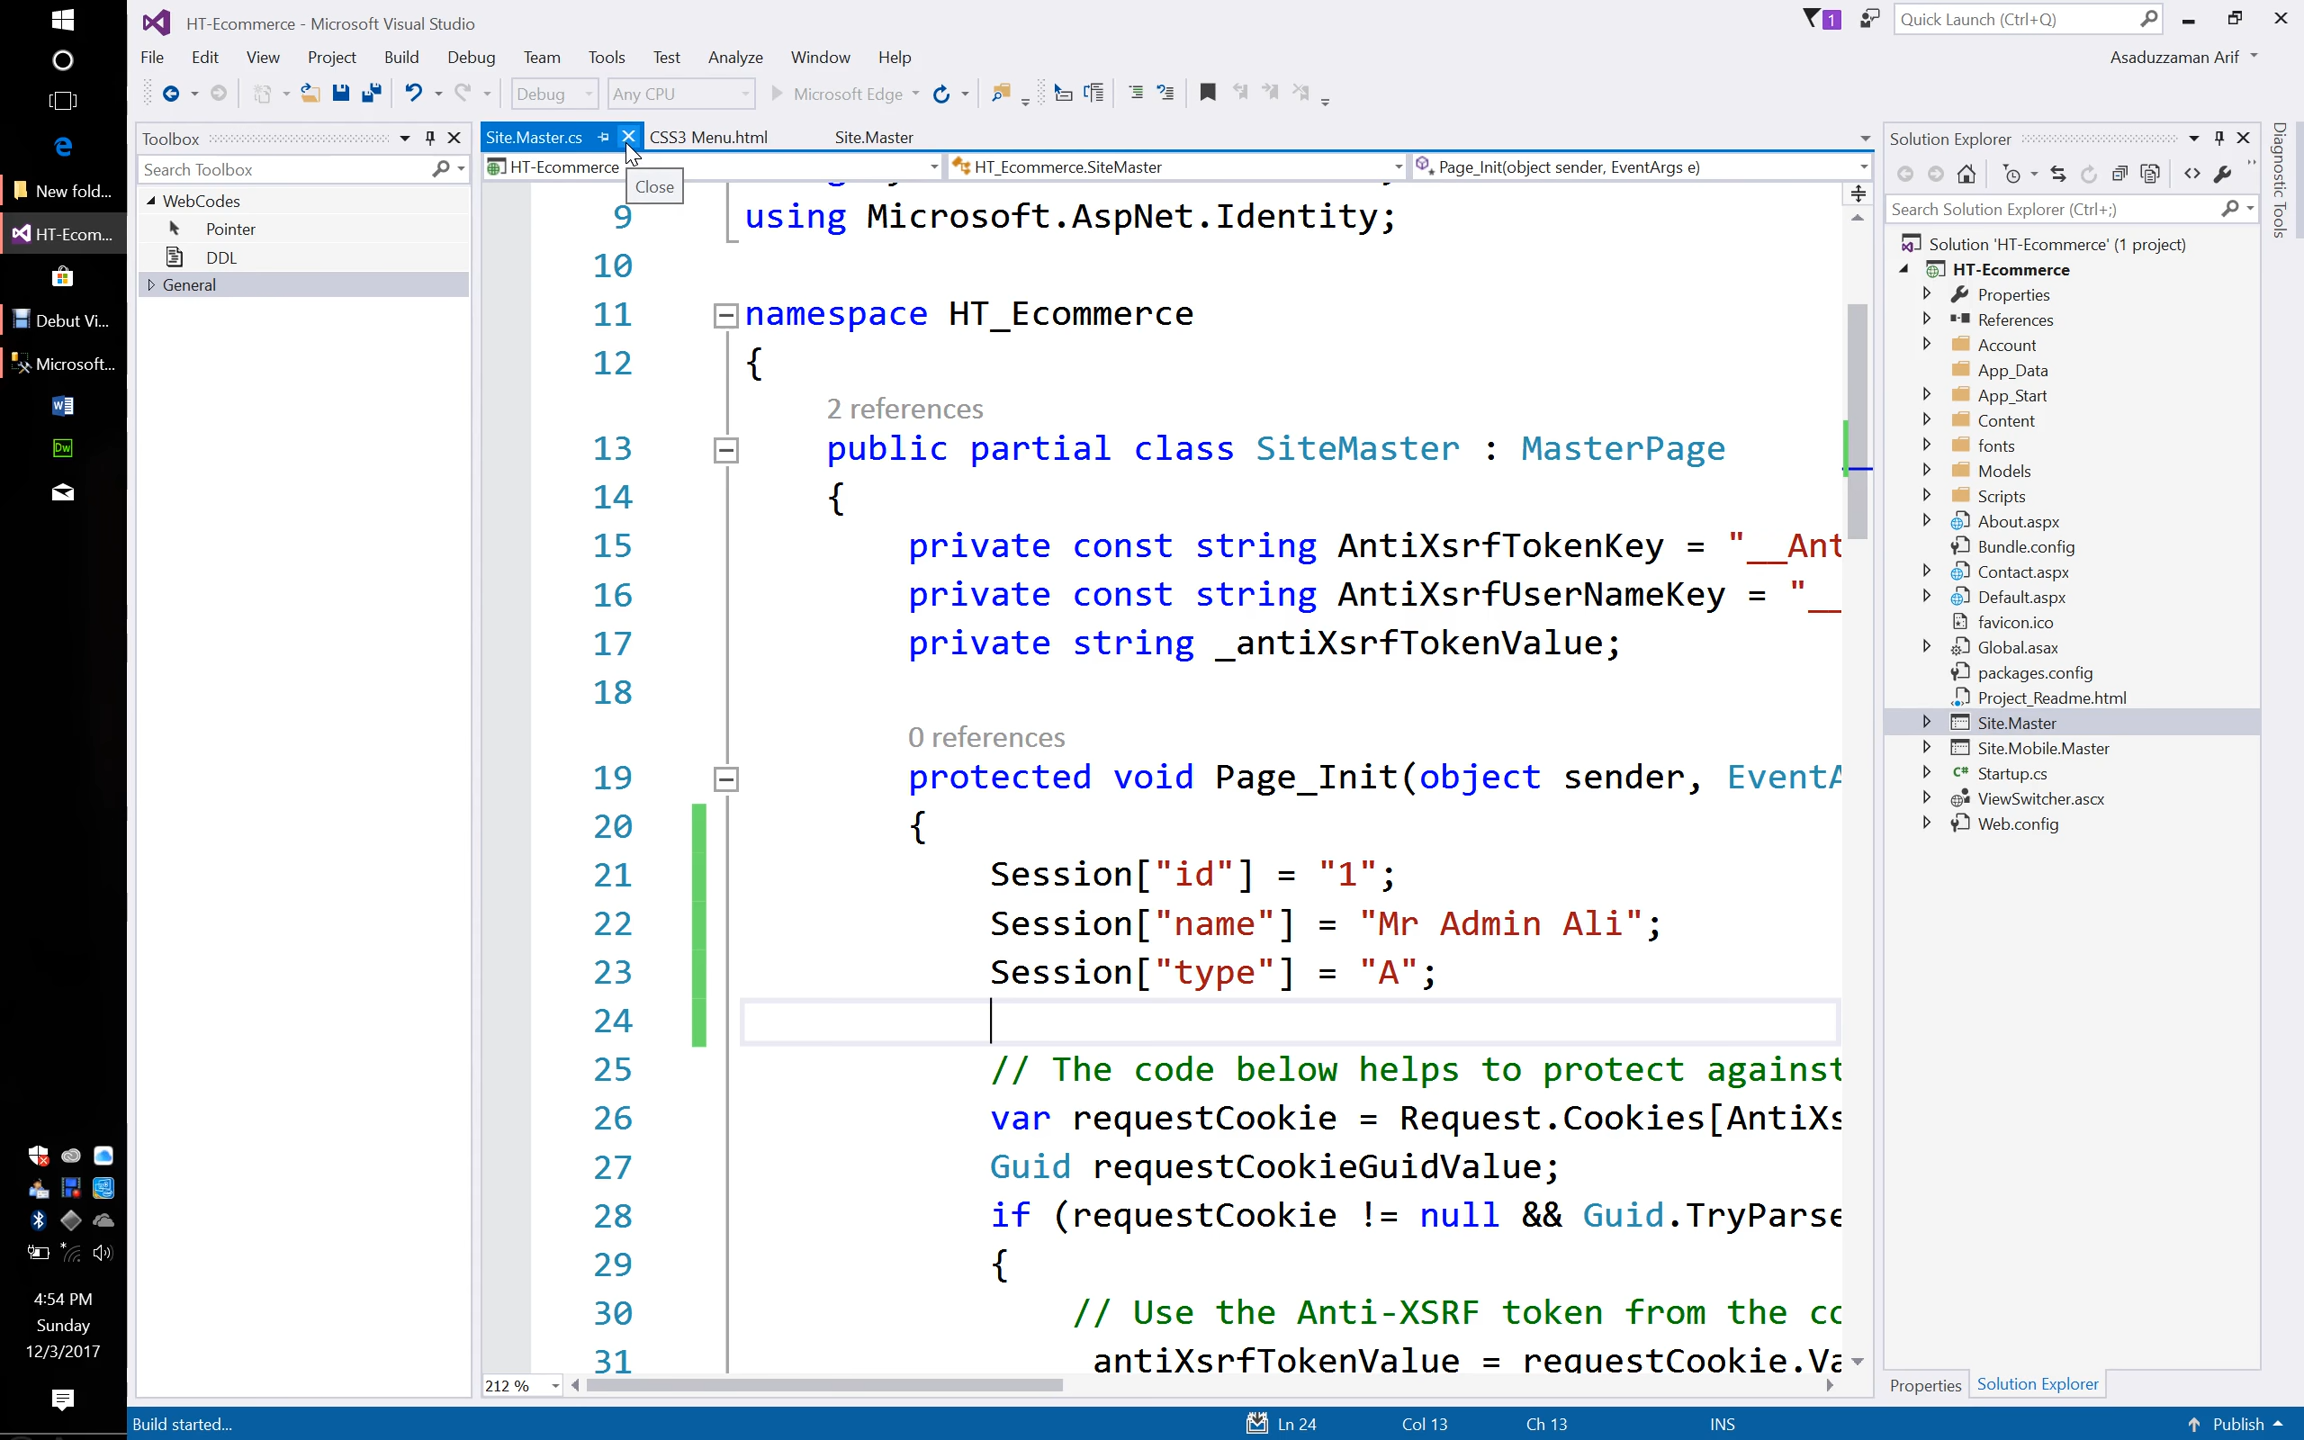 HT-Ecommerce - Microsoft Visual Studio
1
Quick Launch (Ctrl+Q)
File Edit View Project Build Debug Team Tools Test Analyze Window Help
Asaduzzaman Arif
Debug Any CPU Microsoft Edge
New fold...
HT-Ecom...
Debut Vi...
Microsoft...
Dw
4:54 PM
Sunday
12/3/2017
Toolbox
Search Toolbox
WebCodes
Pointer
DDL
General
Site.Master.cs CSS3 Menu.html Site.Master
HT-Ecommerce HT_Ecommerce.SiteMaster Page_Init(object sender, EventArgs e)
Close
9 using Microsoft.AspNet.Identity;
10
11 namespace HT_Ecommerce
12 {
2 references
13 public partial class SiteMaster : MasterPage
14 {
15 private const string AntiXsrfTokenKey = "__Ant
16 private const string AntiXsrfUserNameKey = "__
17 private string _antiXsrfTokenValue;
18
0 references
19 protected void Page_Init(object sender, EventA
20 {
21 Session["id"] = "1";
22 Session["name"] = "Mr Admin Ali";
23 Session["type"] = "A";
24
25 // The code below helps to protect against
26 var requestCookie = Request.Cookies[AntiXs
27 Guid requestCookieGuidValue;
28 if (requestCookie != null && Guid.TryParse
29 {
30 // Use the Anti-XSRF token from the co
31 antiXsrfTokenValue = requestCookie.Va
212 %
Solution Explorer
Search Solution Explorer (Ctrl+;)
Solution 'HT-Ecommerce' (1 project)
HT-Ecommerce
Properties
References
Account
App_Data
App_Start
Content
fonts
Models
Scripts
About.aspx
Bundle.config
Contact.aspx
Default.aspx
favicon.ico
Global.asax
packages.config
Project_Readme.html
Site.Master
Site.Mobile.Master
Startup.cs
ViewSwitcher.ascx
Web.config
Properties Solution Explorer
Diagnostic Tools
Build started... Ln 24 Col 13 Ch 13 INS Publish